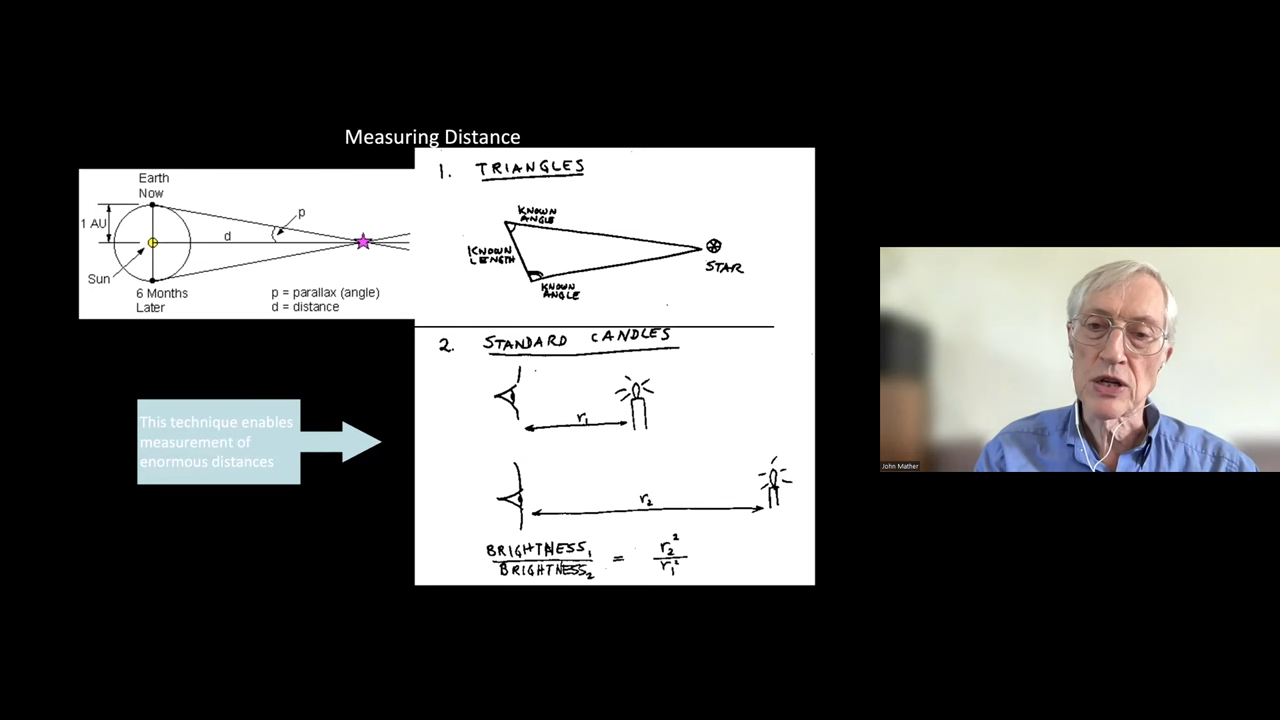 Measuring Distance
Earth
Now
1 AU
p
d
Sun
6 Months
Later
p = parallax (angle)
d = distance
1. TRIANGLES
KNOWN
ANGLE
KNOWN
LENGTH
STAR
KNOWN
ANGLE
This technique enables
measurement of
enormous distances
2. STANDARD CANDLES
r₁
r₂
BRIGHTNESS₁
BRIGHTNESS₂
=
r₂²
r₁²
John Mather